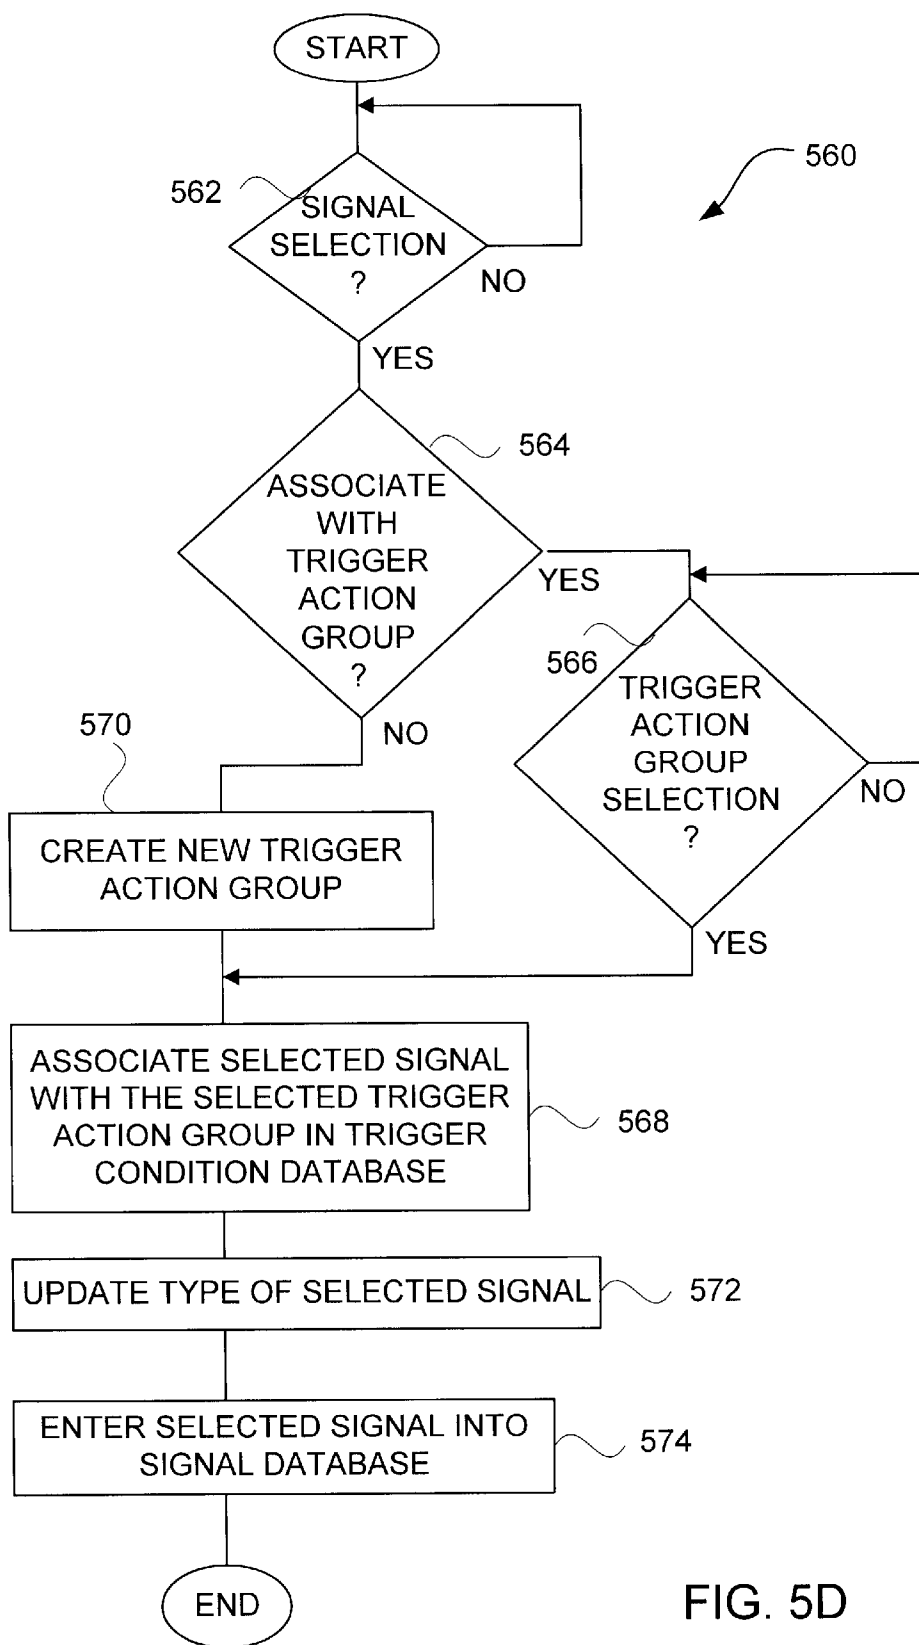 START
560
562
SIGNAL
SELECTION
?
NO
YES
564
ASSOCIATE
WITH
TRIGGER
ACTION
GROUP
?
YES
566
TRIGGER
ACTION
GROUP
SELECTION
?
NO
YES
NO
570
CREATE NEW TRIGGER
ACTION GROUP
ASSOCIATE SELECTED SIGNAL
WITH THE SELECTED TRIGGER
ACTION GROUP IN TRIGGER
CONDITION DATABASE
568
UPDATE TYPE OF SELECTED SIGNAL
572
ENTER SELECTED SIGNAL INTO
SIGNAL DATABASE
574
END
FIG. 5D